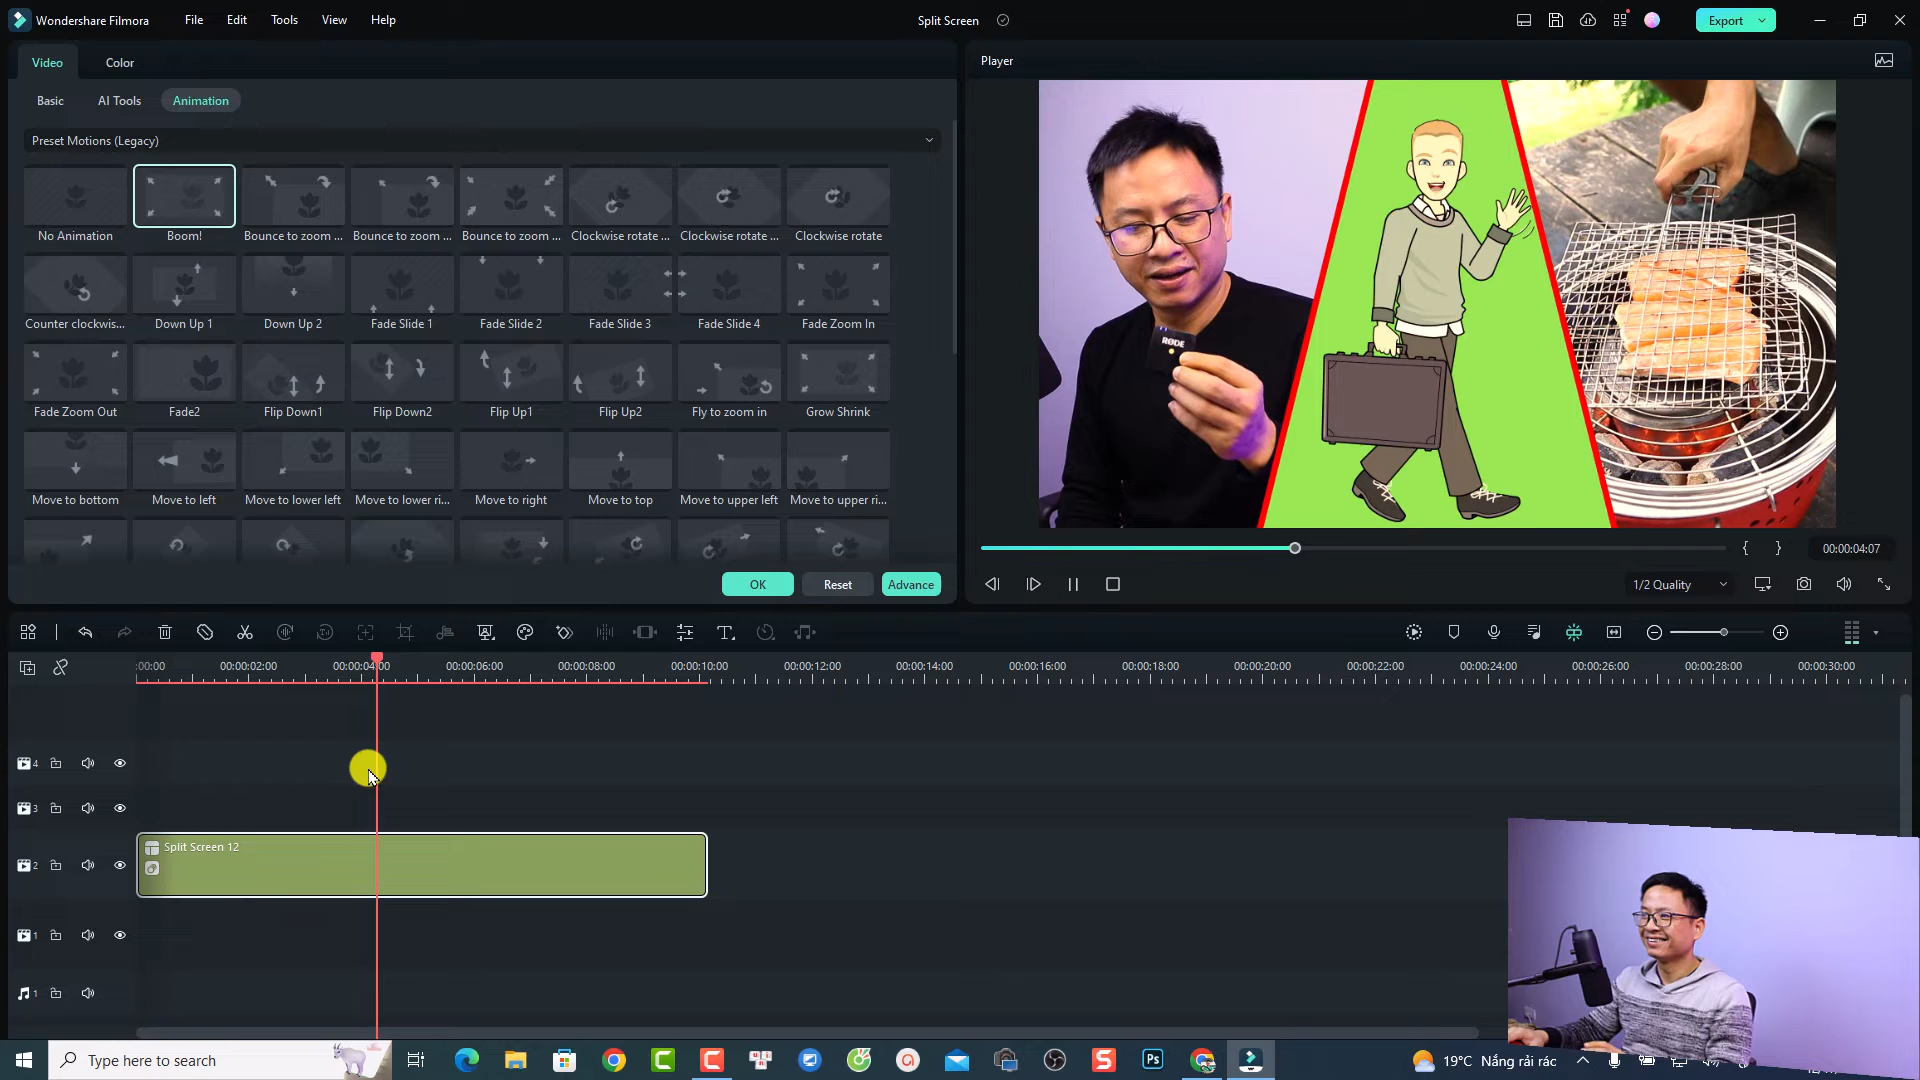 Wondershare Filmora File Edit Tools View Help Split Screen Export
Video Color
Player
Basic AI Tools Animation
Preset Motions (Legacy)
No Animation Boom! Bounce to zoom ... Bounce to zoom ... Bounce to zoom ... Clockwise rotate ... Clockwise rotate ... Clockwise rotate
Counter clockwis... Down Up 1 Down Up 2 Fade Slide 1 Fade Slide 2 Fade Slide 3 Fade Slide 4 Fade Zoom In
RØDE
Fade Zoom Out Fade2 Flip Down1 Flip Down2 Flip Up1 Flip Up2 Fly to zoom in Grow Shrink
Move to bottom Move to left Move to lower left Move to lower ri... Move to right Move to top Move to upper left Move to upper ri...
{ } 00:00:04:07
OK Reset Advance
1/2 Quality
:00:00 00:00:02:00 00:00:04:00 00:00:06:00 00:00:08:00 00:00:10:00 00:00:12:00 00:00:14:00 00:00:16:00 00:00:18:00 00:00:20:00 00:00:22:00 00:00:24:00 00:00:26:00 00:00:28:00 00:00:30:00
4
3
Split Screen 12
2
1
1
Type here to search
19°C Nắng rải rác